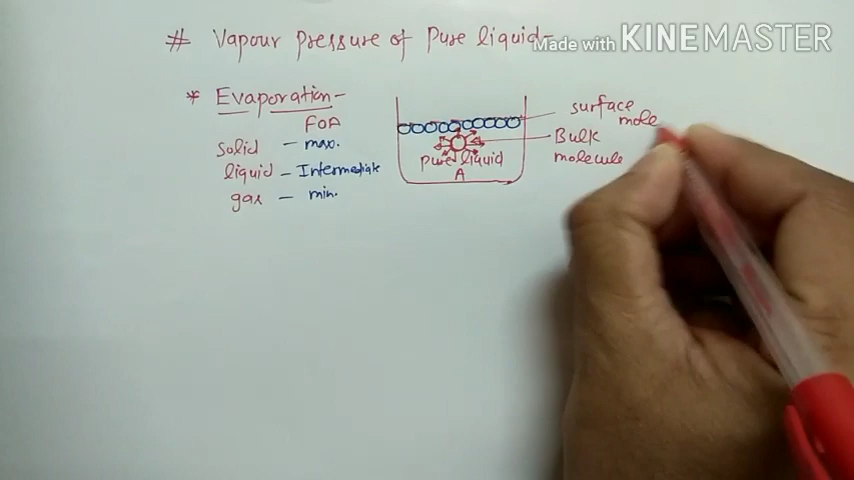 # Vapour pressure of Pure liquid-
Made with KINEMASTER
* Evaporation-
FOA
Solid - max.
liquid - Intermediate
gas - min.
surface
mole
Bulk
molecule
pure liquid
A